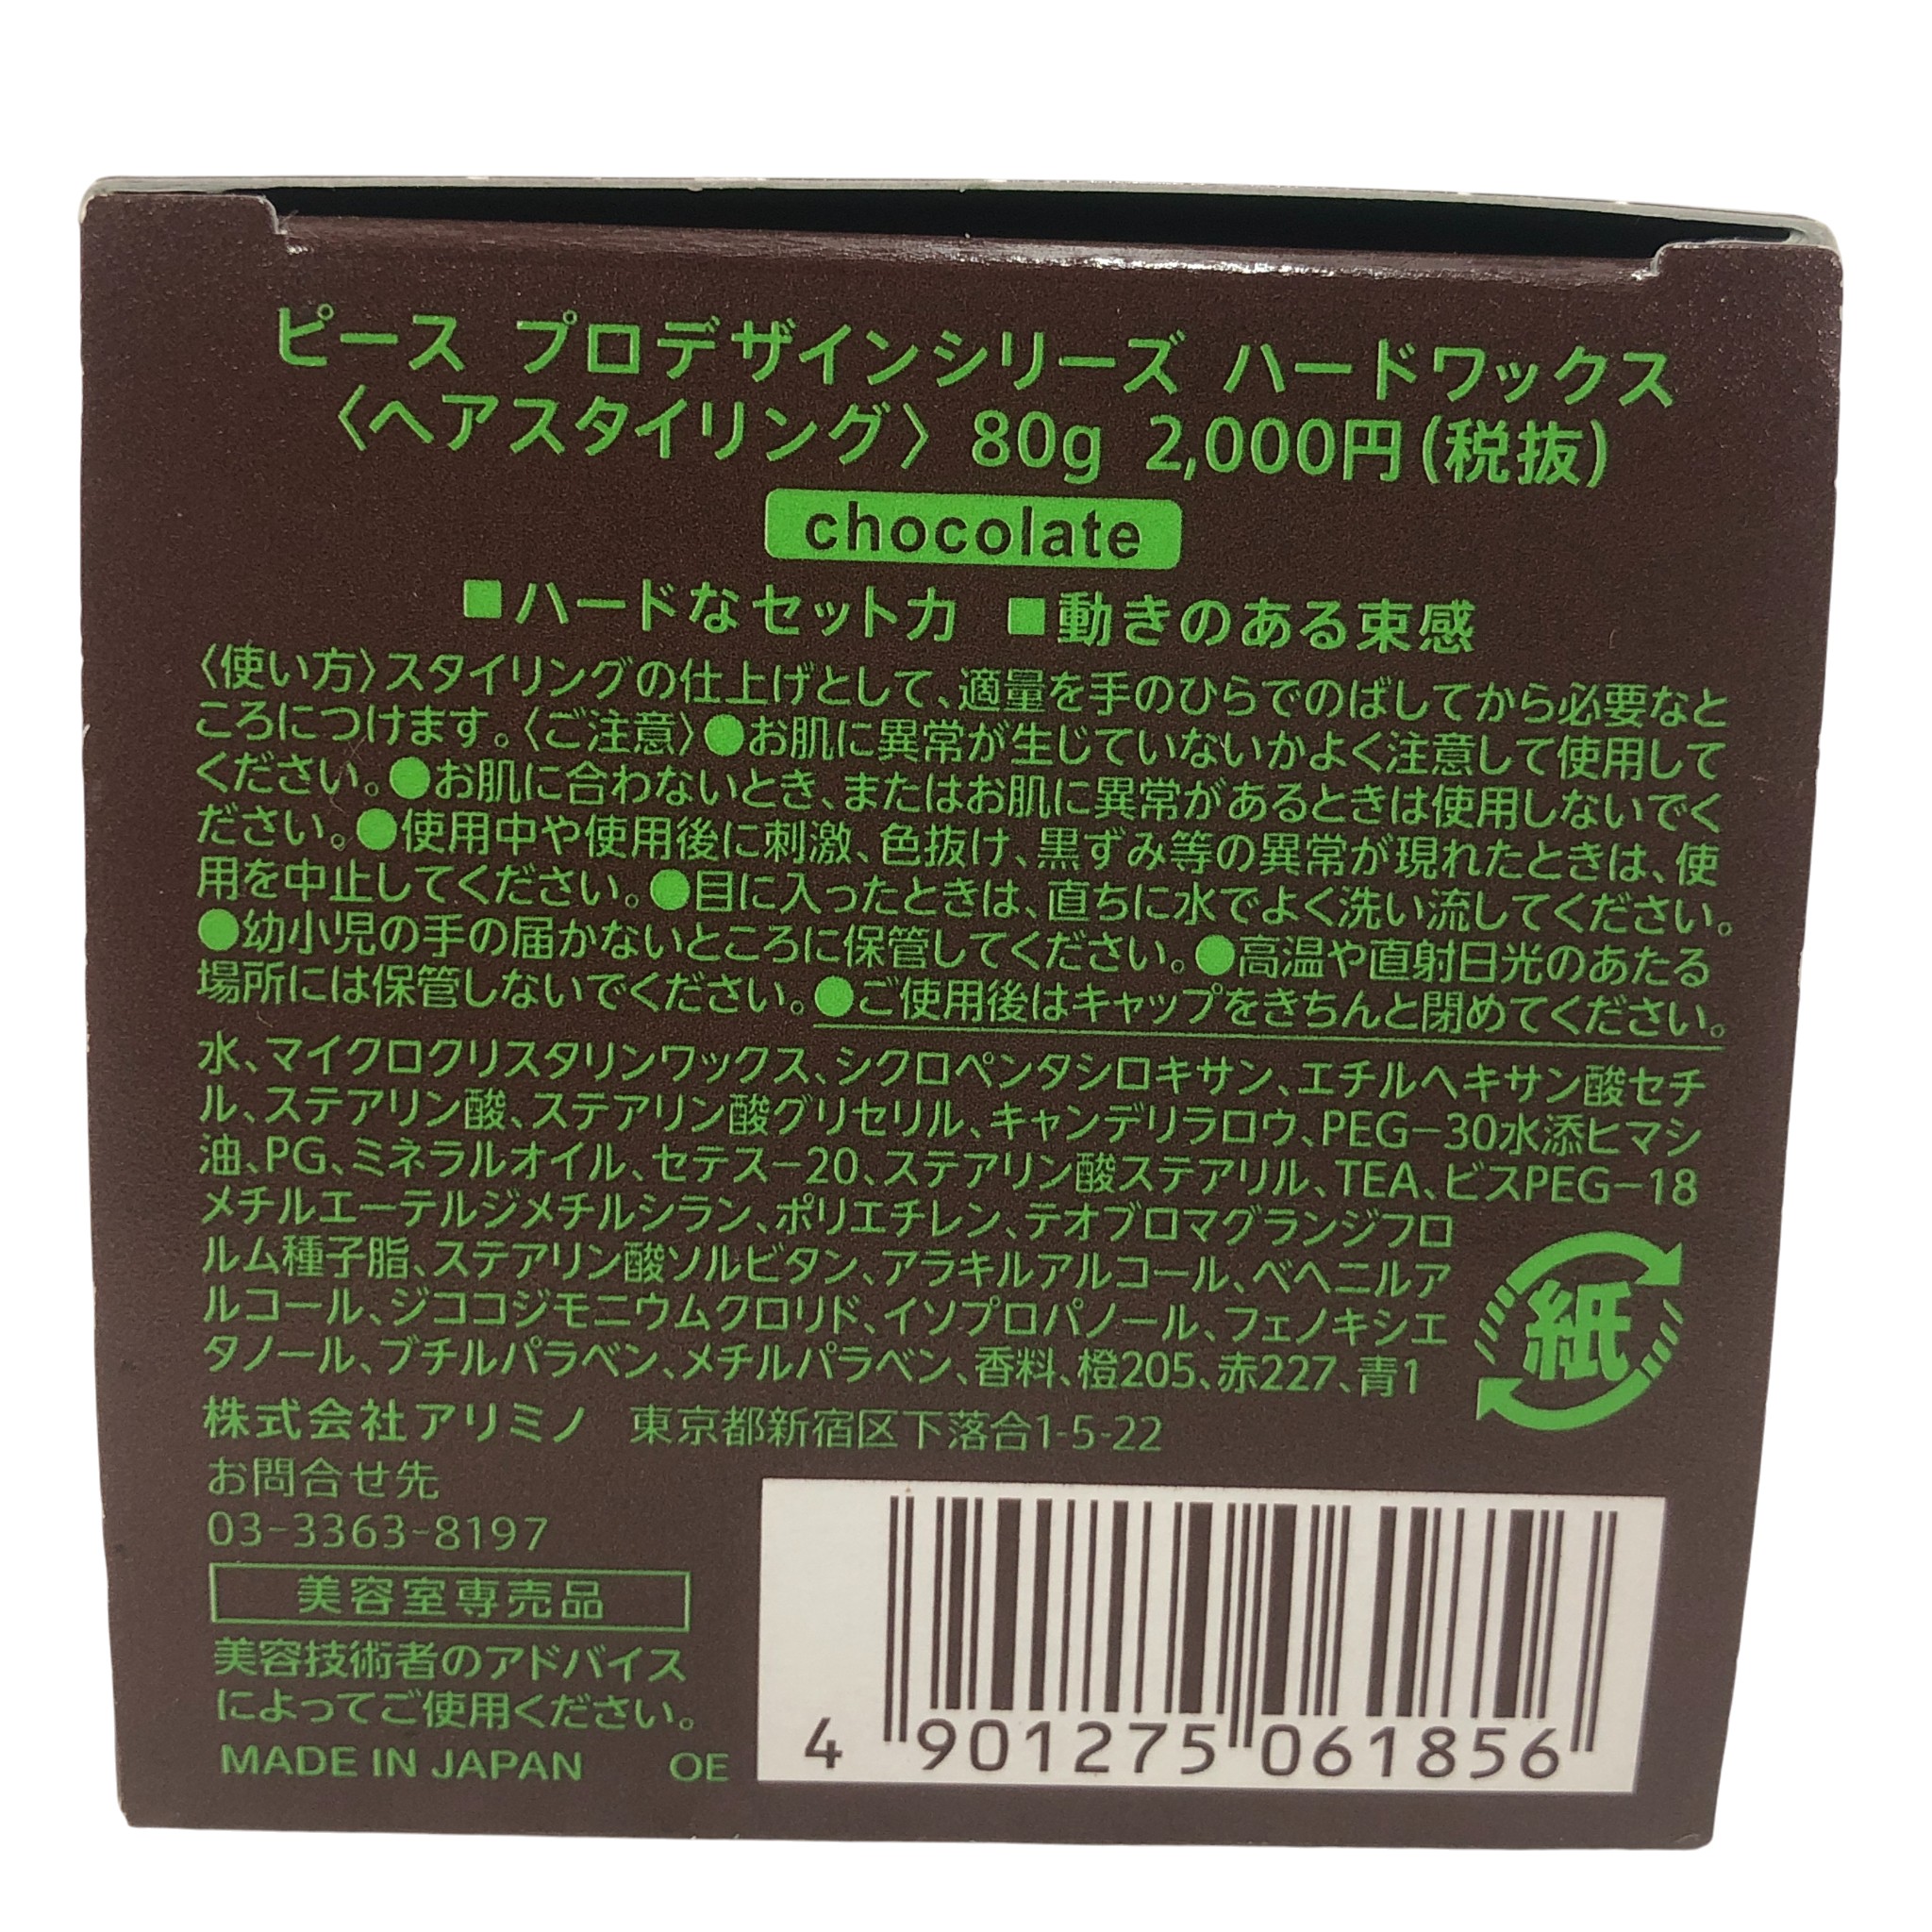 ピース プロデザインシリーズ ハードワックス
〈ヘアスタイリング〉 80g 2,000円(税抜)
chocolate
■ハードなセット力 ■動きのある束感
〈使い方〉スタイリングの仕上げとして、適量を手のひらでのばしてから必要なと
ころにつけます。〈ご注意〉●お肌に異常が生じていないかよく注意して使用して
ください。●お肌に合わないとき、またはお肌に異常があるときは使用しないでく
ださい。●使用中や使用後に刺激、色抜け、黒ずみ等の異常が現れたときは、使
用を中止してください。●目に入ったときは、直ちに水でよく洗い流してください。
●幼小児の手の届かないところに保管してください。●高温や直射日光のあたる
場所には保管しないでください。●ご使用後はキャップをきちんと閉めてください。
水、マイクロクリスタリンワックス、シクロペンタシロキサン、エチルヘキサン酸セチ
ル、ステアリン酸、ステアリン酸グリセリル、キャンデリラロウ、PEG−30水添ヒマシ
油、PG、ミネラルオイル、セテス−20、ステアリン酸ステアリル、TEA、ビスPEG−18
メチルエーテルジメチルシラン、ポリエチレン、テオブロマグランジフロ
ルム種子脂、ステアリン酸ソルビタン、アラキルアルコール、ベヘニルア
ルコール、ジココジモニウムクロリド、イソプロパノール、フェノキシエ
タノール、ブチルパラベン、メチルパラベン、香料、橙205、赤227、青1
紙
株式会社アリミノ 東京都新宿区下落合1-5-22
お問合せ先
03-3363-8197
美容室専売品
美容技術者のアドバイス
によってご使用ください。
MADE IN JAPAN OE
4 901275 061856